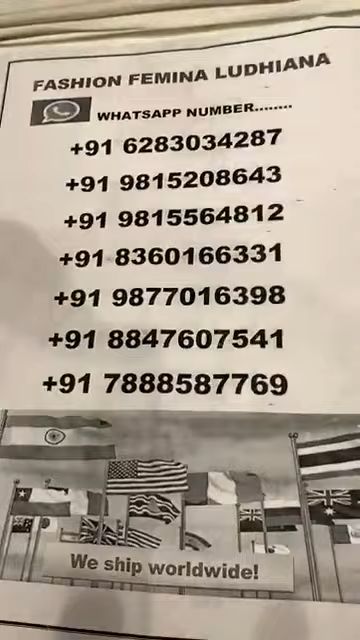 FASHION FEMINA LUDHIANA
WHATSAPP NUMBER........
+91 6283034287
+91 9815208643
+91 9815564812
+91 8360166331
+91 9877016398
+91 8847607541
+91 7888587769
We ship worldwide!